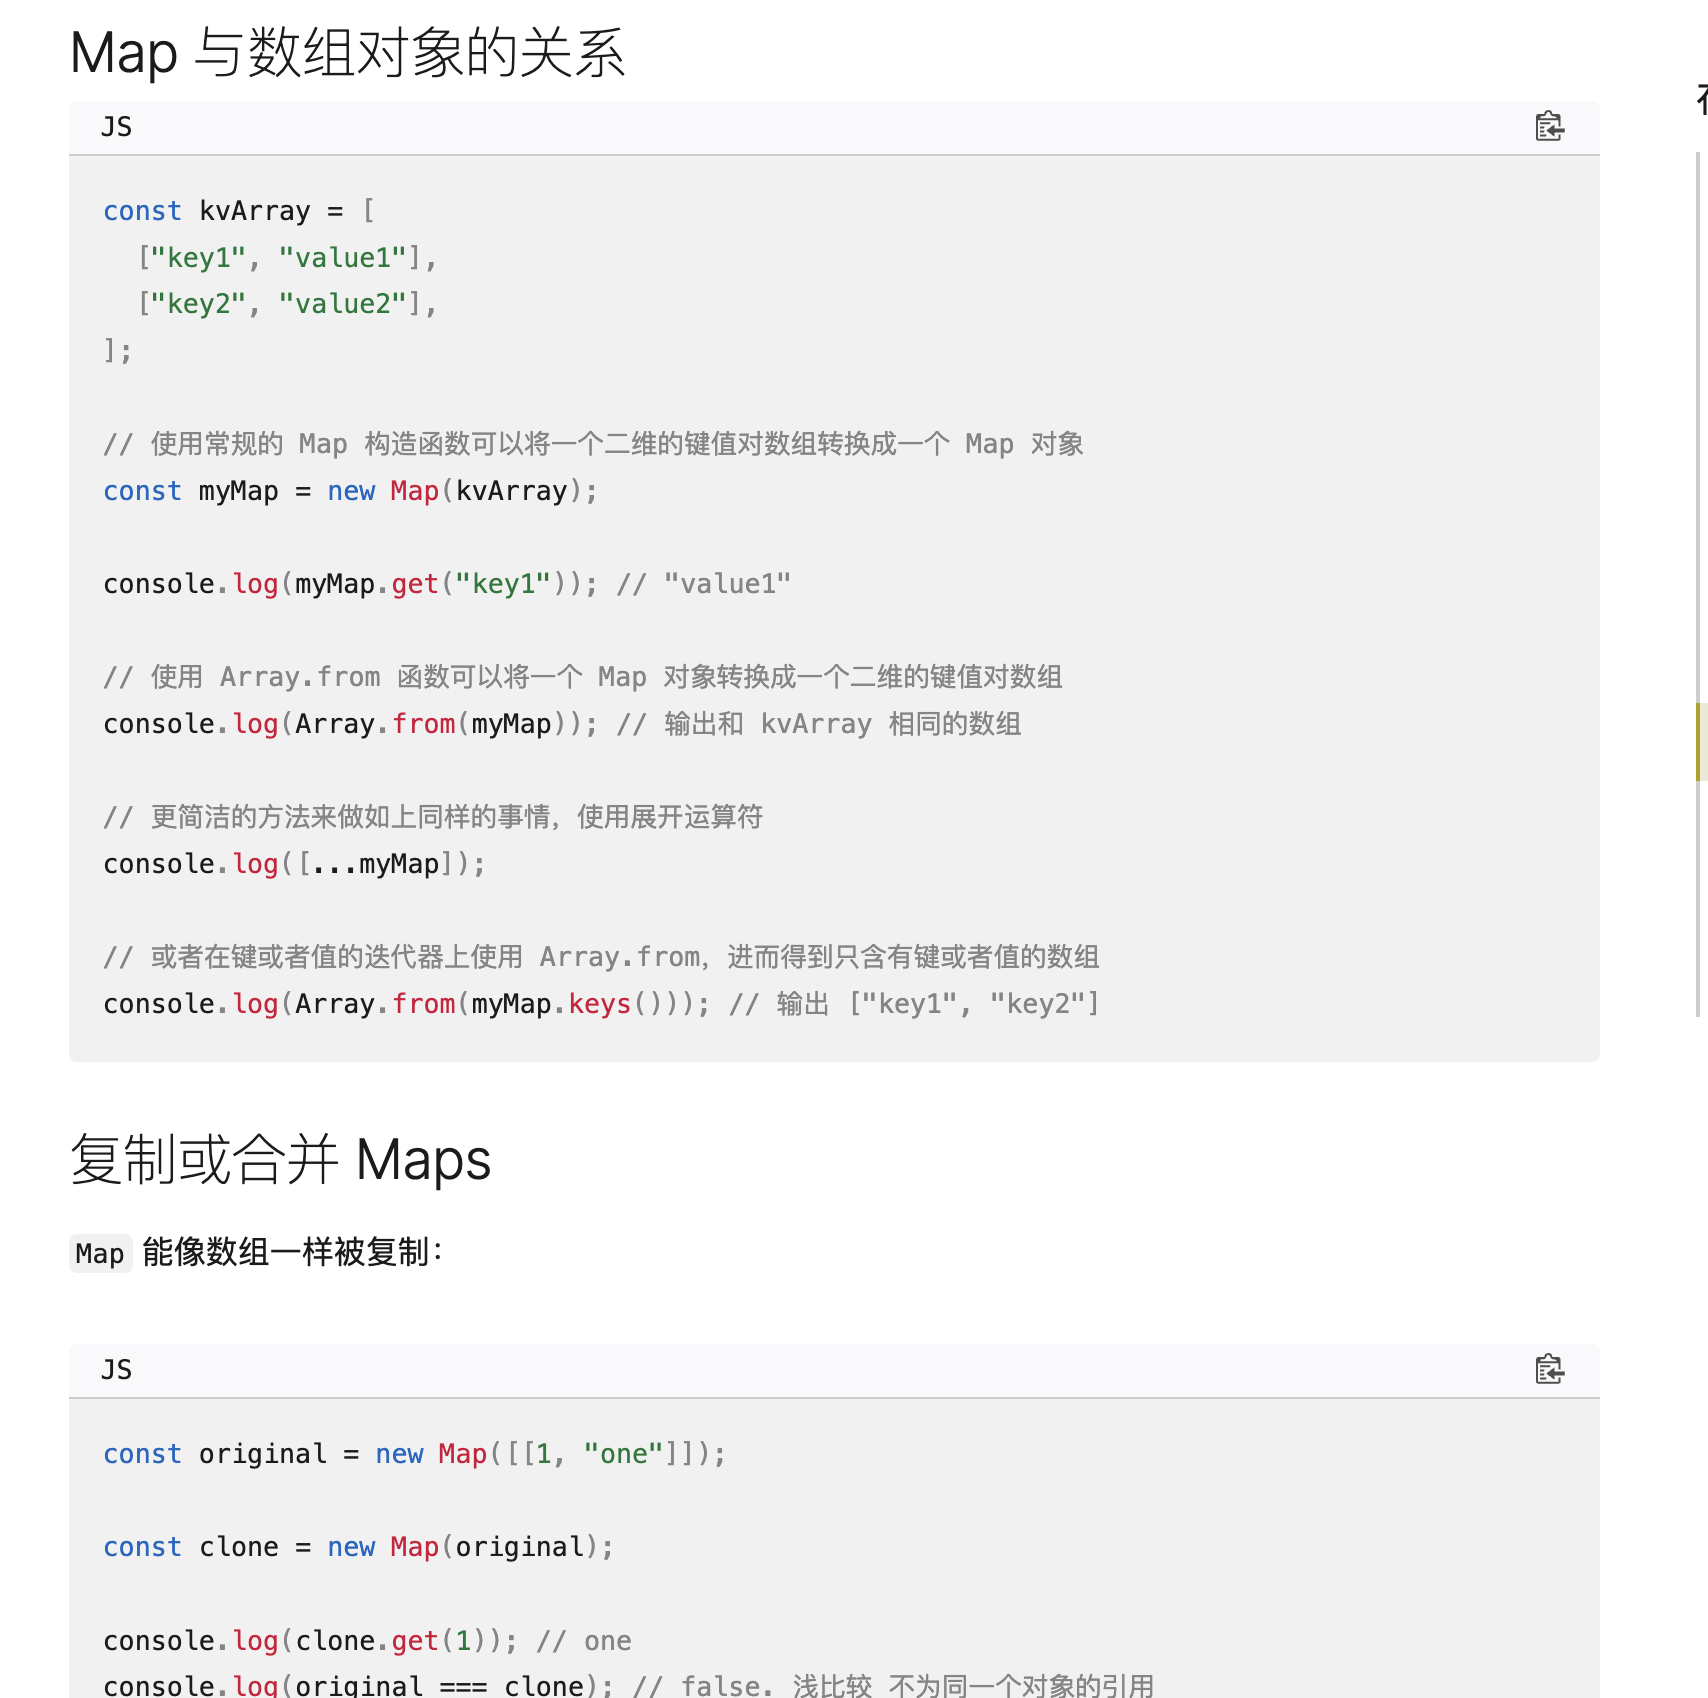 Map 与数组对象的关系
JS
const kvArray = [
  ["key1", "value1"],
  ["key2", "value2"],
];
// 使用常规的 Map 构造函数可以将一个二维的键值对数组转换成一个 Map 对象
const myMap = new Map(kvArray);
console.log(myMap.get("key1")); // "value1"
// 使用 Array.from 函数可以将一个 Map 对象转换成一个二维的键值对数组
console.log(Array.from(myMap)); // 输出和 kvArray 相同的数组
// 更简洁的方法来做如上同样的事情，使用展开运算符
console.log([...myMap]);
// 或者在键或者值的迭代器上使用 Array.from，进而得到只含有键或者值的数组
console.log(Array.from(myMap.keys())); // 输出 ["key1", "key2"]
复制或合并 Maps
Map 能像数组一样被复制：
JS
const original = new Map([[1, "one"]]);
const clone = new Map(original);
console.log(clone.get(1)); // one
console.log(original === clone); // false. 浅比较 不为同一个对象的引用